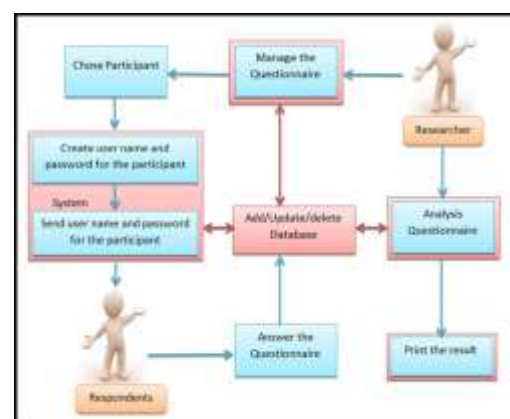 Chose Participant
Manage the
Questionnaire
Researcher
Create user name and
password for the participant
System
Send user name and password
for the participant
Add/Update/delete
Database
Analysis
Questionnaire
Answer the
Questionnaire
Print the result
Respondents